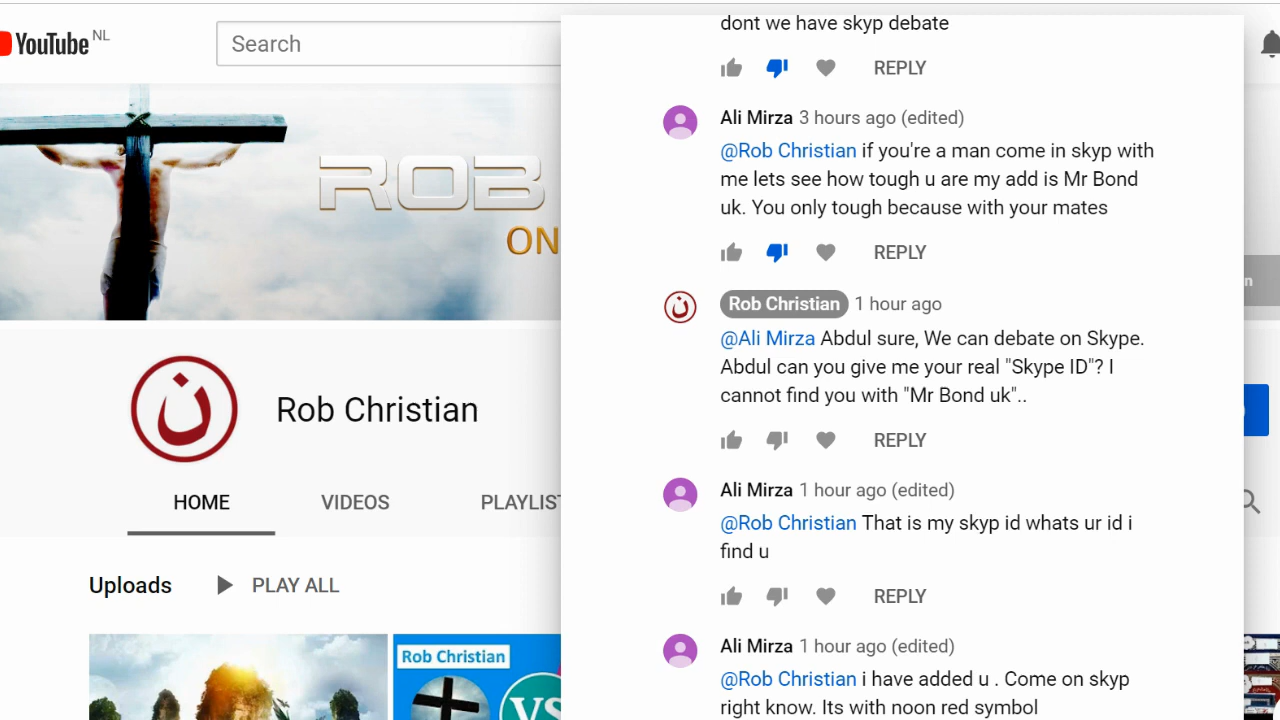 YouTube NL
Search
ROB
ON
ن
Rob Christian
HOME
VIDEOS
PLAYLIST
Uploads
PLAY ALL
Rob Christian
VS
dont we have skyp debate
REPLY
Ali Mirza 3 hours ago (edited)
@Rob Christian if you're a man come in skyp with
me lets see how tough u are my add is Mr Bond
uk. You only tough because with your mates
REPLY
ن
Rob Christian 1 hour ago
@Ali Mirza Abdul sure, We can debate on Skype.
Abdul can you give me your real "Skype ID"? I
cannot find you with "Mr Bond uk"..
REPLY
Ali Mirza 1 hour ago (edited)
@Rob Christian That is my skyp id whats ur id i
find u
REPLY
Ali Mirza 1 hour ago (edited)
@Rob Christian i have added u . Come on skyp
right know. Its with noon red symbol
n